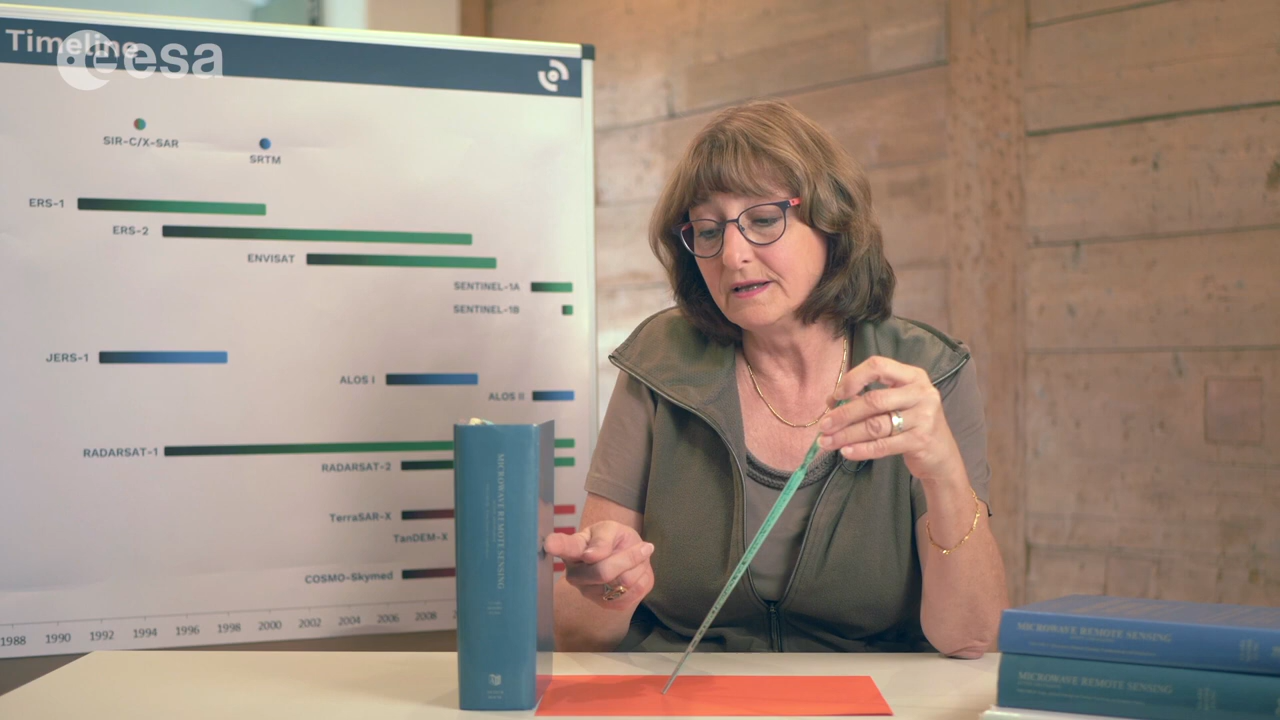 Timeline
esa
SIR-C/X-SAR
SRTM
ERS-1
ERS-2
ENVISAT
SENTINEL-1A
SENTINEL-1B
JERS-1
ALOS I
ALOS II
RADARSAT-1
RADARSAT-2
TerraSAR-X
TanDEM-X
COSMO-Skymed
1988 1990 1992 1994 1996 1998 2000 2002 2004 2006 2008
MICROWAVE REMOTE SENSING
MICROWAVE REMOTE SENSING
MICROWAVE REMOTE SENSING